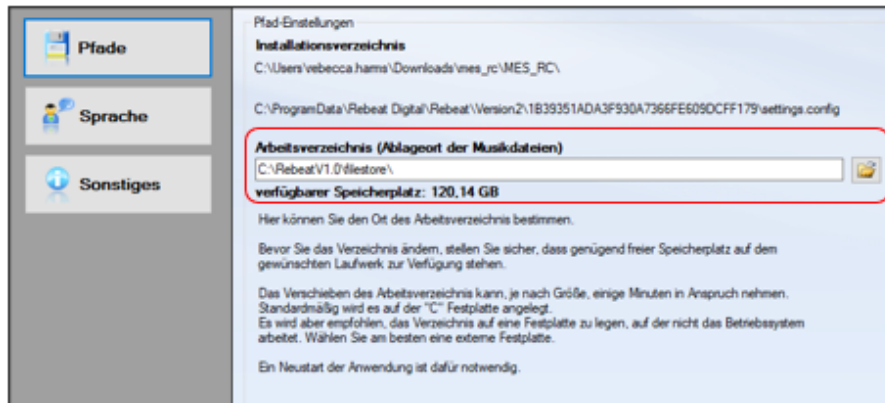 Pfade
Sprache
Sonstiges
Pfad-Einstellungen
Installationsverzeichnis
C:\Users\rebecca.harms\Downloads\mes_rc\MES_RC\
C:\ProgramData\Rebeat Digital\Rebeat\Version2\1B39351ADA3F930A7366FE609DCFF179\settings.config
Arbeitsverzeichnis (Ablageort der Musikdateien)
C:\RebeatV1.0\filestore\
verfügbarer Speicherplatz: 120,14 GB
Hier können Sie den Ort des Arbeitsverzeichnis bestimmen.
Bevor Sie das Verzeichnis ändern, stellen Sie sicher, dass genügend freier Speicherplatz auf dem
gewünschten Laufwerk zur Verfügung stehen.
Das Verschieben des Arbeitsverzeichnis kann, je nach Größe, einige Minuten in Anspruch nehmen.
Standardmäßig wird es auf der "C" Festplatte angelegt.
Es wird aber empfohlen, das Verzeichnis auf eine Festplatte zu legen, auf der nicht das Betriebssystem
arbeitet. Wählen Sie am besten eine externe Festplatte.
Ein Neustart der Anwendung ist dafür notwendig.